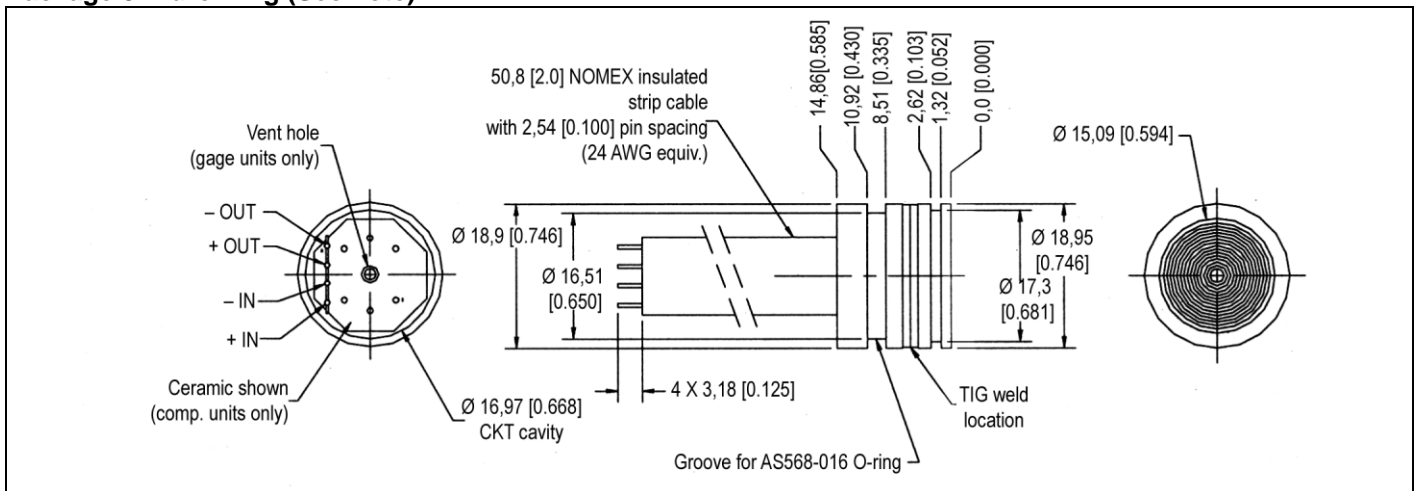 50,8 [2.0] NOMEX insulated
strip cable
with 2,54 [0.100] pin spacing
(24 AWG equiv.)
14,86[0.585]
10,92 [0.430]
8,51 [0.335]
2,62 [0.103]
1,32 [0.052]
0,0 [0.000]
Vent hole
(gage units only)
Ø 15,09 [0.594]
– OUT
+ OUT
– IN
+ IN
Ø 18,9 [0.746]
Ø 16,51
[0.650]
Ø 18,95
[0.746]
Ø 17,3
[0.681]
Ceramic shown
(comp. units only)
Ø 16,97 [0.668]
CKT cavity
4 X 3,18 [0.125]
TIG weld
location
Groove for AS568-016 O-ring